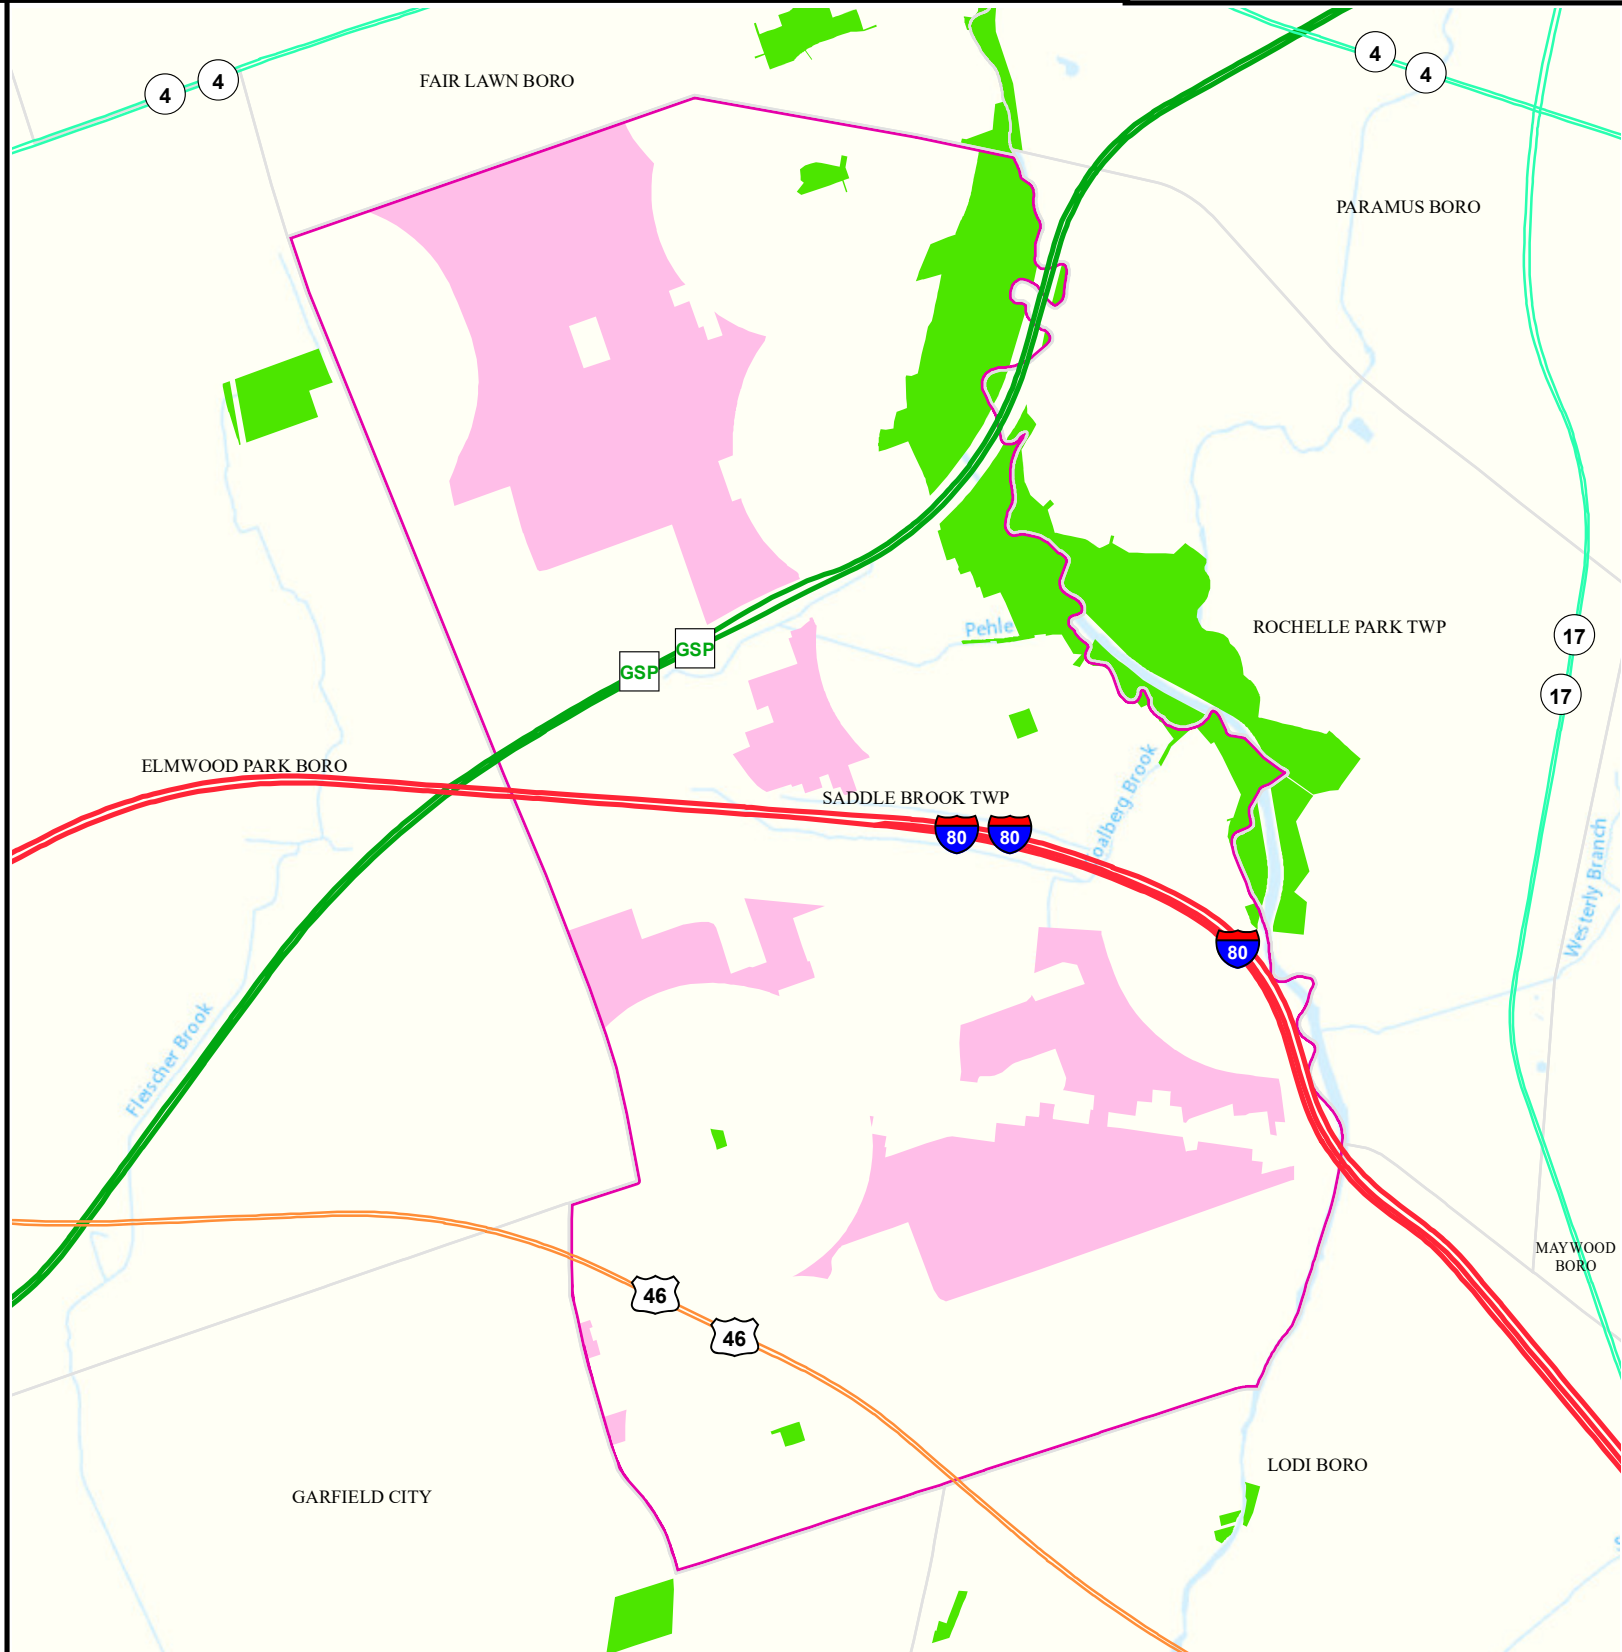 4
4
FAIR LAWN BORO
4
4
PARAMUS BORO
Pehle
ROCHELLE PARK TWP
17
GSP
GSP
17
ELMWOOD PARK BORO
SADDLE BROOK TWP
80
80
oalberg Brook
Westerly Branch
80
Fleischer Brook
MAYWOOD
BORO
46
46
LODI BORO
GARFIELD CITY